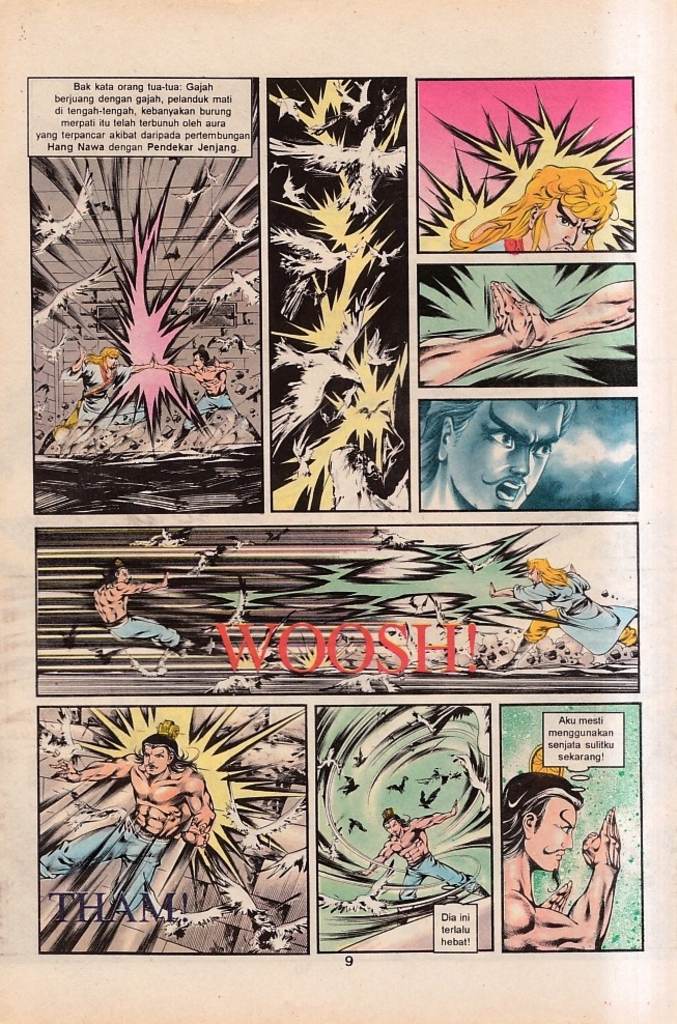 Bak kata orang tua-tua: Gajah
berjuang dengan gajah, pelanduk mati
di tengah-tengah, kebanyakan burung
merpati itu telah terbunuh oleh aura
yang terpancar akibat daripada pertembungan
Hang Nawa dengan Pendekar Jenjang.
WOOSH!
THAM!
Dia ini
terlalu
hebat!
Aku mesti
menggunakan
senjata sulitku
sekarang!
9